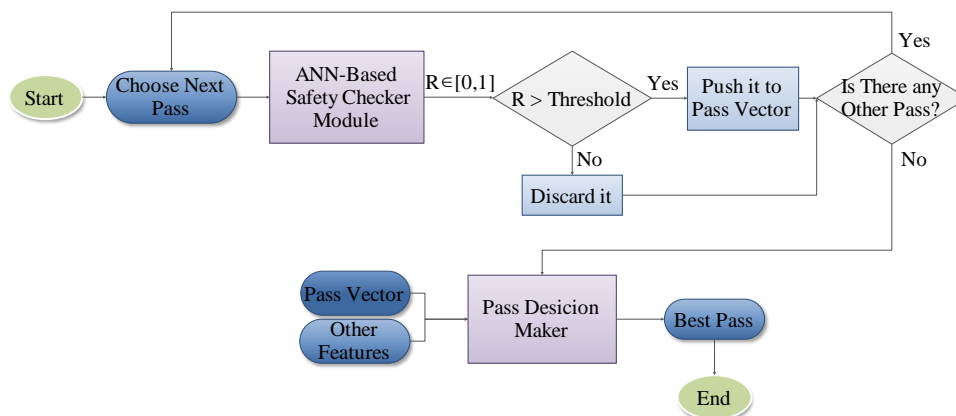 Yes
Start
Choose Next
Pass
ANN-Based
Safety Checker
Module
R∈[0,1]
R > Threshold
Yes
Push it to
Pass Vector
Is There any
Other Pass?
No
No
Discard it
Pass Vector
Other
Features
Pass Desicion
Maker
Best Pass
End